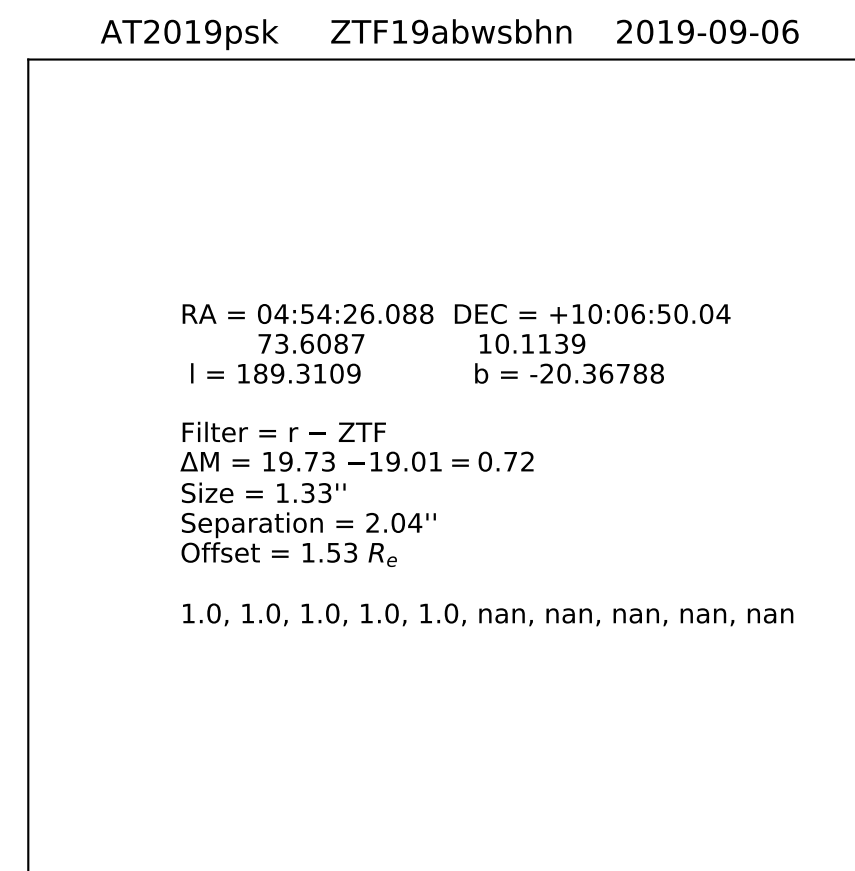 AT2019psk ZTF19abwsbhn 2019-09-06
RA = 04:54:26.088 DEC = +10:06:50.04
73.6087 10.1139
l = 189.3109 b = -20.36788
Filter = r − ZTF
ΔM = 19.73 −19.01 = 0.72
Size = 1.33''
Separation = 2.04''
Offset = 1.53 Re
1.0, 1.0, 1.0, 1.0, 1.0, nan, nan, nan, nan, nan